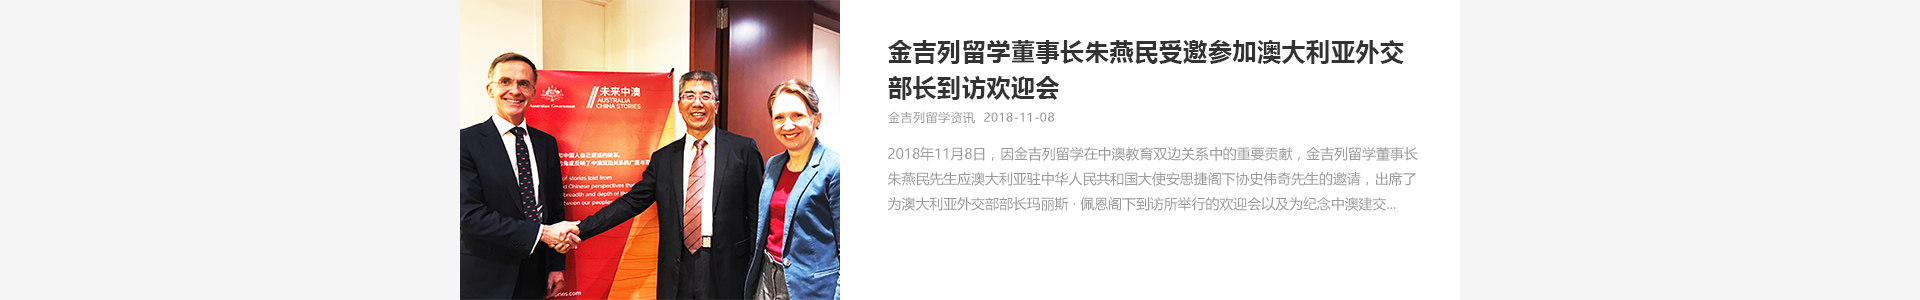 未来中澳
Australian Government
AUSTRALIA
CHINA STORIES
of stories told from
d Chinese perspectives tha
breadth and depth of the
between our peoples
ories.com
金吉列留学董事长朱燕民受邀参加澳大利亚外交
部长到访欢迎会
金吉列留学资讯 2018-11-08
2018年11月8日，因金吉列留学在中澳教育双边关系中的重要贡献，金吉列留学董事长
朱燕民先生应澳大利亚驻中华人民共和国大使安思捷阁下协史伟奇先生的邀请，出席了
为澳大利亚外交部部长玛丽斯 · 佩恩阁下到访所举行的欢迎会以及为纪念中澳建交...